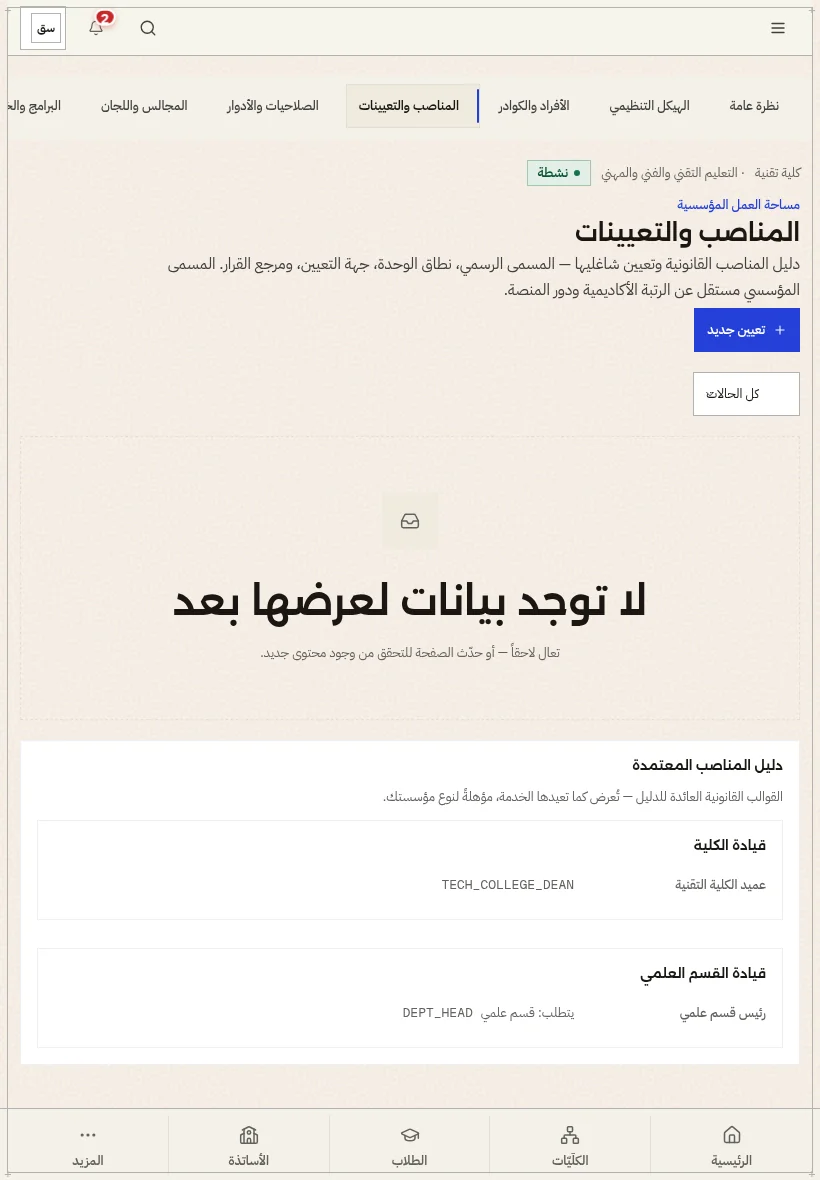 سق
2
نظرة عامة
الهيكل التنظيمي
الأفراد والكوادر
المناصب والتعيينات
الصلاحيات والأدوار
المجالس واللجان
البرامج والخ
كلية تقنية · التعليم التقني والفني والمهني
نشطة
مساحة العمل المؤسسية
المناصب والتعيينات
دليل المناصب القانونية وتعيين شاغليها — المسمى الرسمي، نطاق الوحدة، جهة التعيين، ومرجع القرار. المسمى
المؤسسي مستقل عن الرتبة الأكاديمية ودور المنصة.
+ تعيين جديد
كل الحالات
لا توجد بيانات لعرضها بعد
تعال لاحقاً — أو حدّث الصفحة للتحقق من وجود محتوى جديد.
دليل المناصب المعتمدة
القوالب القانونية العائدة للدليل — تُعرض كما تعيدها الخدمة، مؤهلةً لنوع مؤسستك.
قيادة الكلية
عميد الكلية التقنية TECH_COLLEGE_DEAN
قيادة القسم العلمي
رئيس قسم علمي يتطلب: قسم علمي DEPT_HEAD
الرئيسية
الكليّات
الطلاب
الأساتذة
المزيد